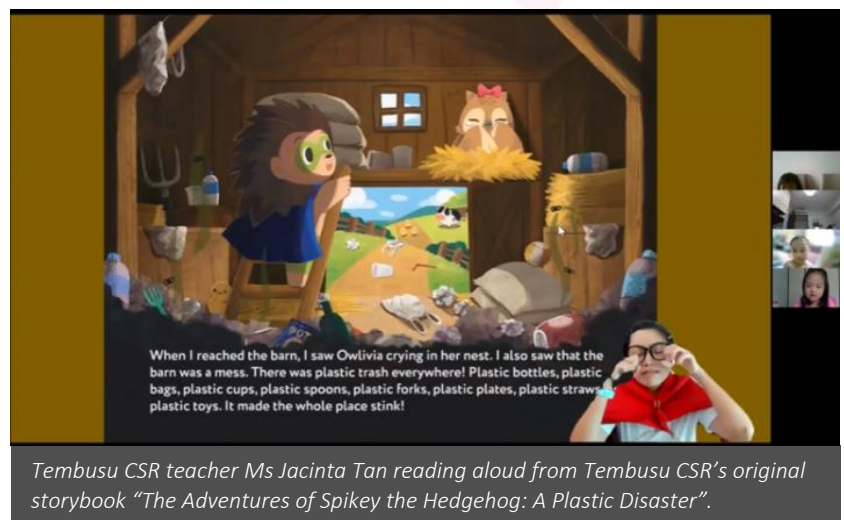 When I reached the barn, I saw Owlivia crying in her nest. I also saw that the
barn was a mess. There was plastic trash everywhere! Plastic bottles, plastic
bags, plastic cups, plastic spoons, plastic forks, plastic plates, plastic straws
plastic toys. It made the whole place stink!
Tembusu CSR teacher Ms Jacinta Tan reading aloud from Tembusu CSR’s original
storybook “The Adventures of Spikey the Hedgehog: A Plastic Disaster”.